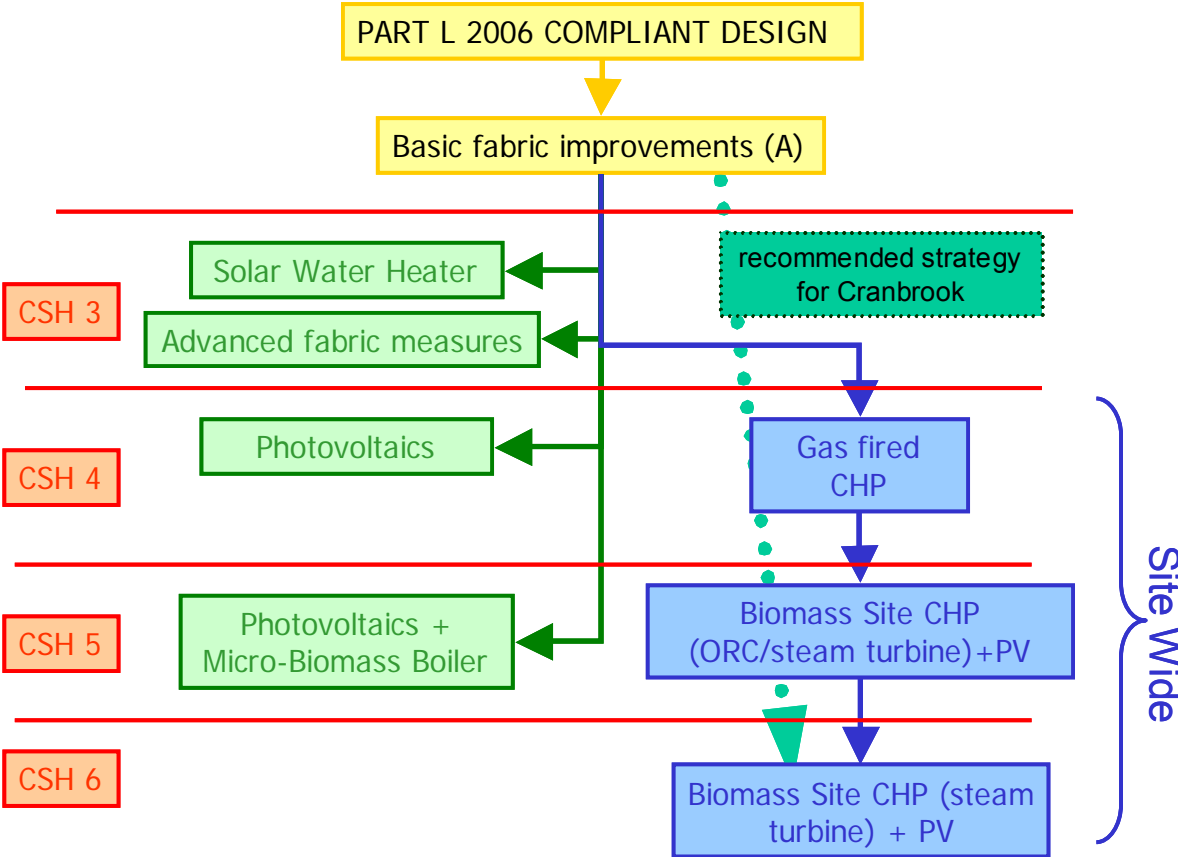 PART L 2006 COMPLIANT DESIGN
Basic fabric improvements (A)
Solar Water Heater
recommended strategy
for Cranbrook
CSH 3
Advanced fabric measures
Photovoltaics
Gas fired
CHP
CSH 4
Site Wide
Photovoltaics +
Micro-Biomass Boiler
Biomass Site CHP
(ORC/steam turbine)+PV
CSH 5
CSH 6
Biomass Site CHP (steam
turbine) + PV